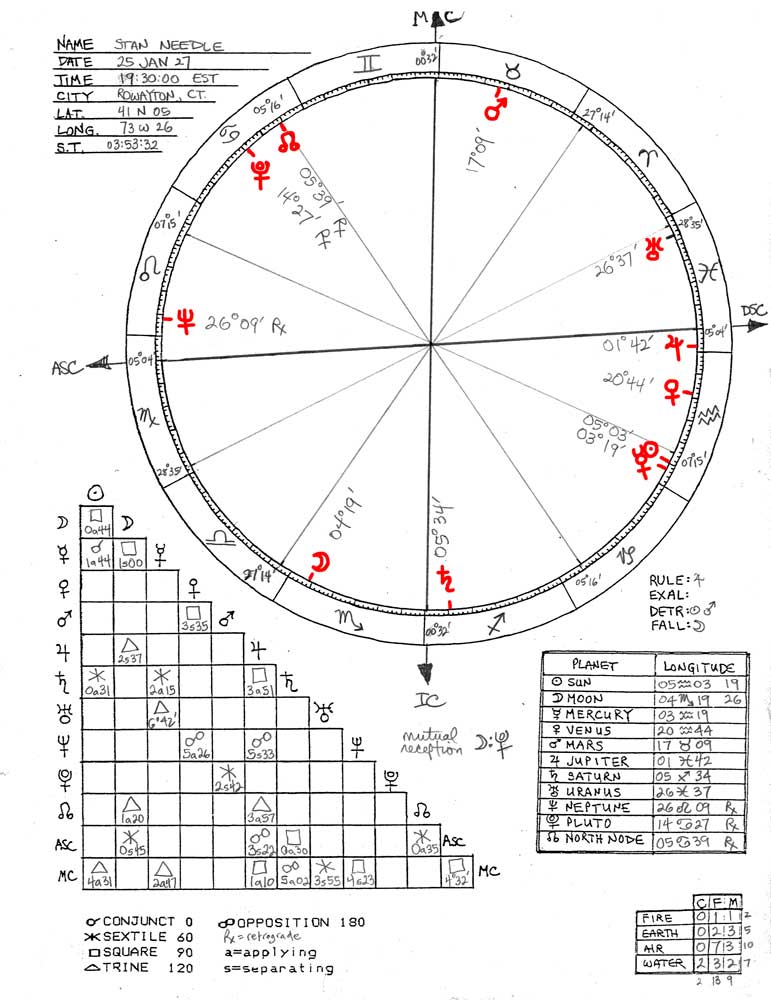 M C
NAME STAN NEEDLE
DATE 25 JAN 27
TIME 19:30:00 EST
CITY ROWAYTON, CT.
LAT. 41 N 05
LONG. 73 W 26
S.T. 03:53:32
♊ 00°32' ♉
05°16' 27°14'
♋ ♈
☊ 05°39' ℞
♇ 14°27' ℞
♂ 17°09'
07°15' 28°35'
♌ ♓
♅ 26°37'
♆ 26°09' ℞
DSC
05°04'
♃ 01°42'
ASC
05°04'
♀ 20°44'
♍ ♒
☉ 05°03'
☿ 03°19'
28°35' 07°15'
♎ ♑
☽ 04°19'
♄ 05°34'
27°14' 05°16'
♏ 00°32' ♐
IC
RULE: ♃
EXAL:
DETR: ☉ ♂
FALL: ☽
mutual
reception ☽:♇
PLANET LONGITUDE
☉ SUN 05 ♒ 03 19
☽ MOON 04 ♏ 19 26
☿ MERCURY 03 ♒ 19
♀ VENUS 20 ♒ 44
♂ MARS 17 ♉ 09
♃ JUPITER 01 ♓ 42
♄ SATURN 05 ♐ 34
♅ URANUS 26 ♓ 37
♆ NEPTUNE 26 ♌ 09 ℞
♇ PLUTO 14 ♋ 27 ℞
☊ NORTH NODE 05 ♋ 39 ℞
☉
☽ □ 0a44 ☽
☿ ☌ 1a44 □ 1s00 ☿
♀ ♀
♂ □ 3s35 ♂
♃ △ 2s37 ♃
♄ ⚹ 0a31 ⚹ 2a15 □ 3a51 ♄
♅ △ 6°42' ♅
♆ ☍ 5a26 ☍ 5s33 ♆
♇ ⚹ 2s42 ♇
☊ △ 1a20 △ 3a57 ☊
ASC ⚹ 0s45 ☍ 3s22 □ 0a30 ⚹ 0a35 ASC
MC △ 4a31 △ 2a47 □ 1a10 ☍ 5a02 ⚹ 3s55 □ 4s23 □ 4°32' MC
☌ CONJUNCT 0 ☍ OPPOSITION 180
⚹ SEXTILE 60 ℞ = retrograde
□ SQUARE 90 a=applying
△ TRINE 120 s=separating
C F M
FIRE 0 1 1 2
EARTH 0 2 3 5
AIR 0 7 3 10
WATER 2 3 2 7
2 13 9